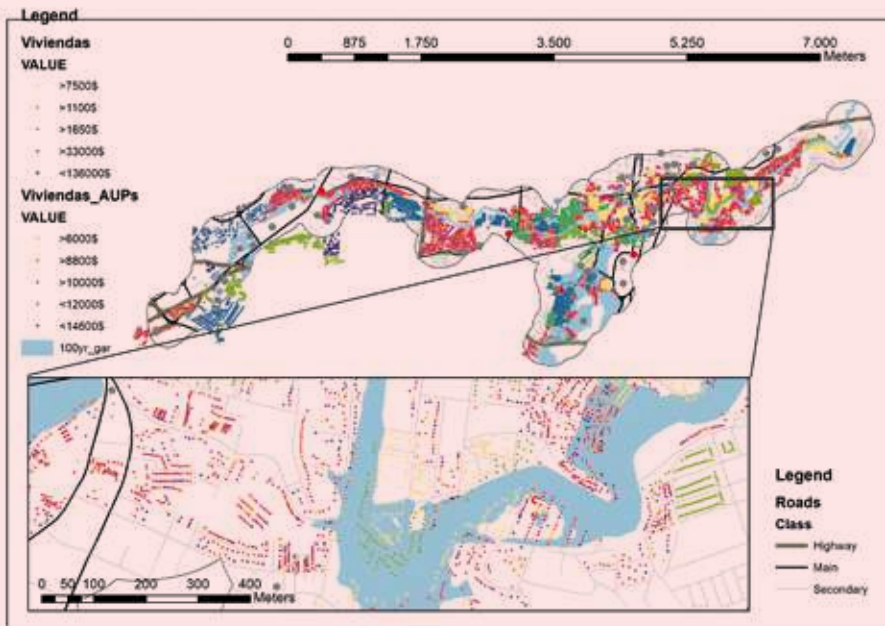 Legend
Viviendas
VALUE
>7500$
>1100$
>1650$
>33000$
<136000$
Viviendas_AUPs
VALUE
>6000$
>8800$
>10000$
<12000$
<14600$
100yr_gar
0 875 1.750 3.500 5.250 7.000
Meters
0 50 100 200 300 400
Meters
Legend
Roads
Class
Highway
Main
Secondary